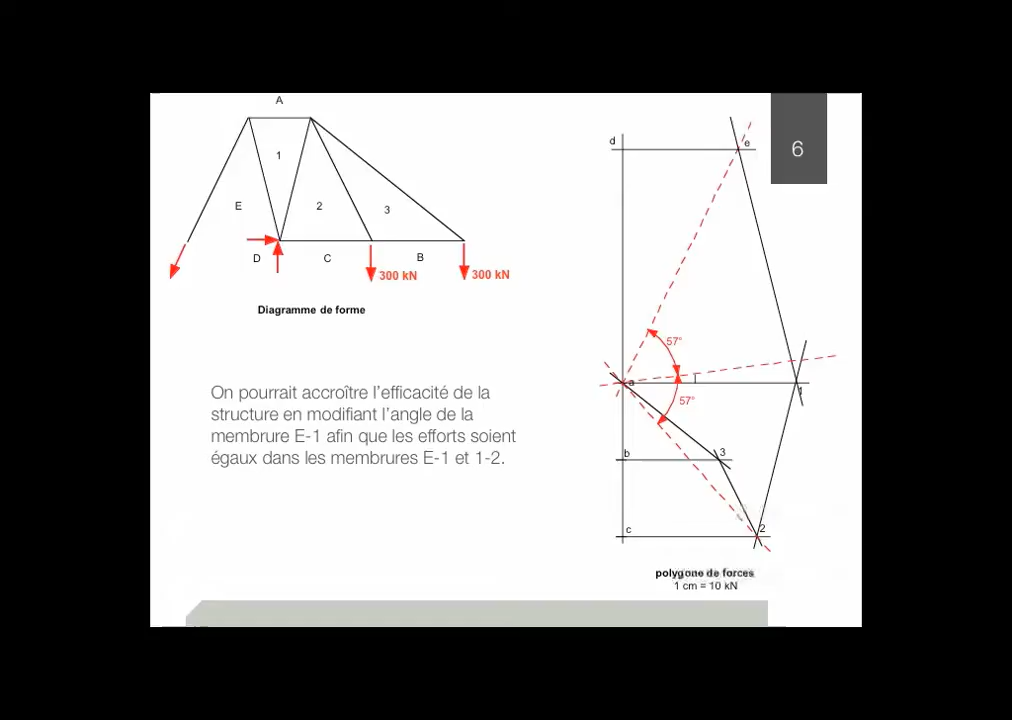 A
1
E
2
3
D
C
B
300 kN
300 kN
Diagramme de forme
On pourrait accroître l'efficacité de la
structure en modifiant l'angle de la
membrure E-1 afin que les efforts soient
égaux dans les membrures E-1 et 1-2.
6
d
e
57°
a
1
57°
b
3
c
2
polygone de forces
1 cm = 10 kN